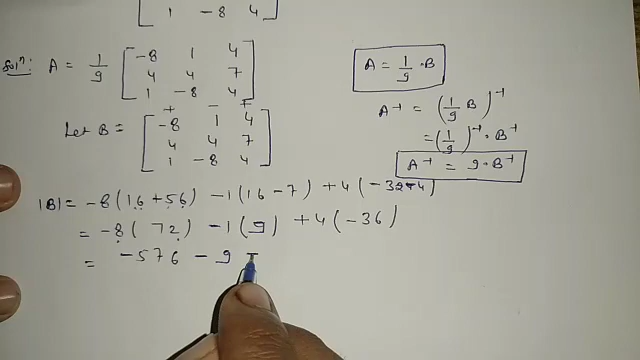 1 -8 4
Solⁿ: A = 1/9 [ -8 1 4
4 4 7
1 -8 4 ]
+ - +
Let B = [ -8 1 4
4 4 7
1 -8 4 ]
|B| = -8(16+56) -1(16-7) +4(-32-4)
= -8(72) -1(9) +4(-36)
= -576 -9 -
A = 1/9 · B
A⁻¹ = (1/9 B)⁻¹
= (1/9)⁻¹ · B⁻¹
A⁻¹ = 9 · B⁻¹